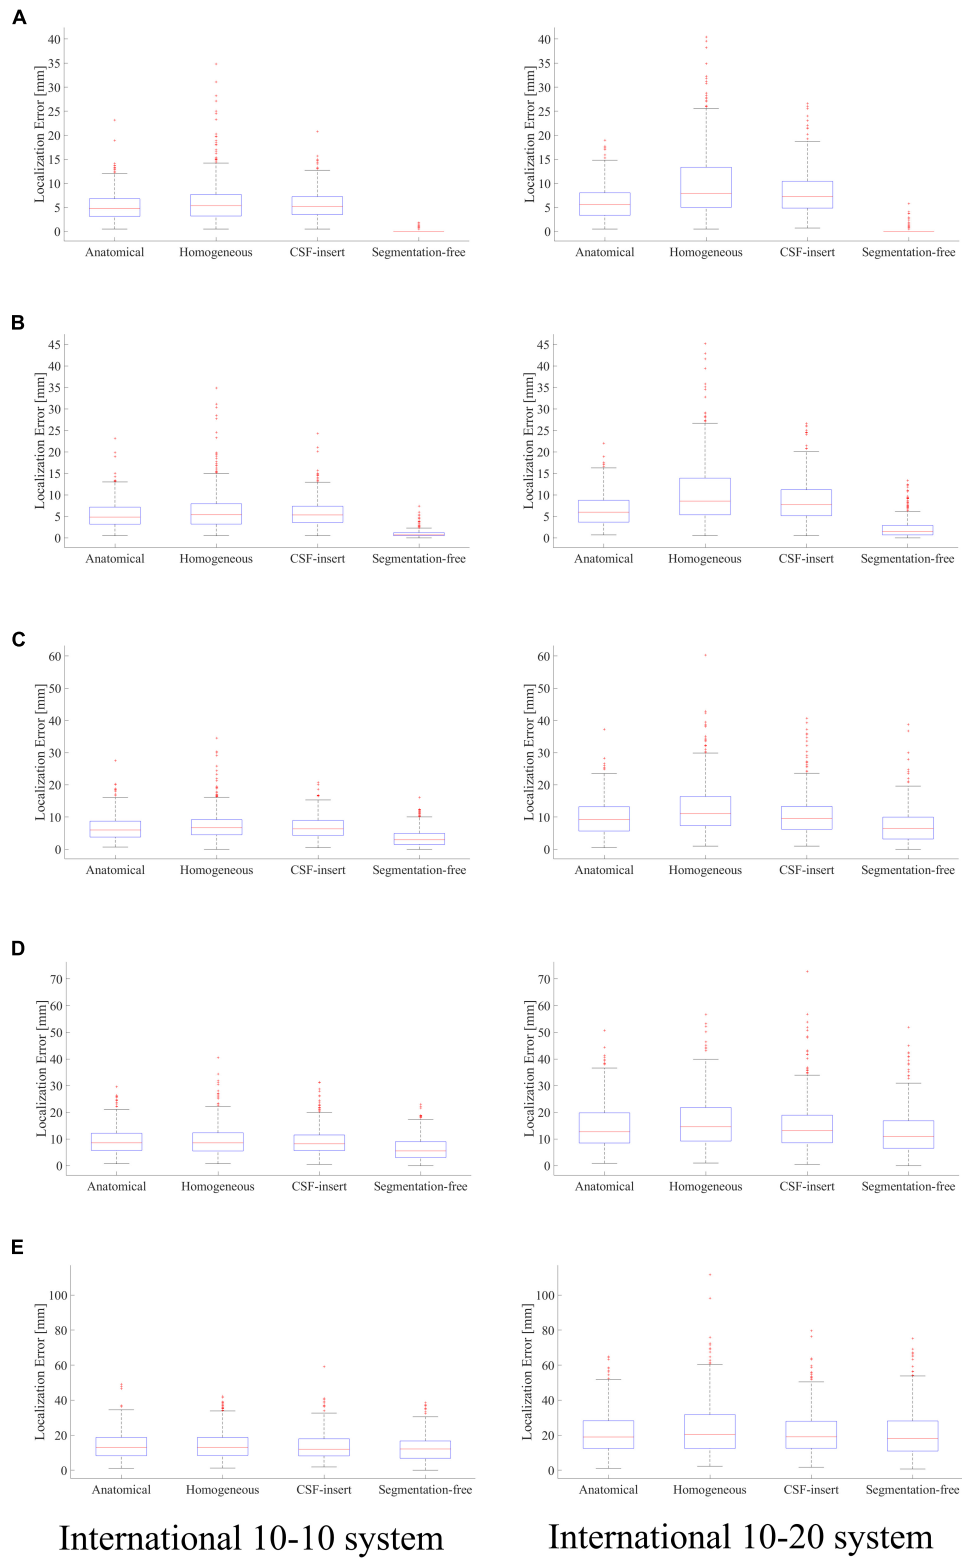 A
Localization Error [mm]
40
35
30
25
20
15
10
5
0
Anatomical Homogeneous CSF-insert Segmentation-free
Localization Error [mm]
40
35
30
25
20
15
10
5
0
Anatomical Homogeneous CSF-insert Segmentation-free
B
Localization Error [mm]
45
40
35
30
25
20
15
10
5
0
Anatomical Homogeneous CSF-insert Segmentation-free
Localization Error [mm]
45
40
35
30
25
20
15
10
5
0
Anatomical Homogeneous CSF-insert Segmentation-free
C
Localization Error [mm]
60
50
40
30
20
10
0
Anatomical Homogeneous CSF-insert Segmentation-free
Localization Error [mm]
60
50
40
30
20
10
0
Anatomical Homogeneous CSF-insert Segmentation-free
D
Localization Error [mm]
70
60
50
40
30
20
10
0
Anatomical Homogeneous CSF-insert Segmentation-free
Localization Error [mm]
70
60
50
40
30
20
10
0
Anatomical Homogeneous CSF-insert Segmentation-free
E
Localization Error [mm]
100
80
60
40
20
0
Anatomical Homogeneous CSF-insert Segmentation-free
Localization Error [mm]
100
80
60
40
20
0
Anatomical Homogeneous CSF-insert Segmentation-free
International 10-10 system
International 10-20 system